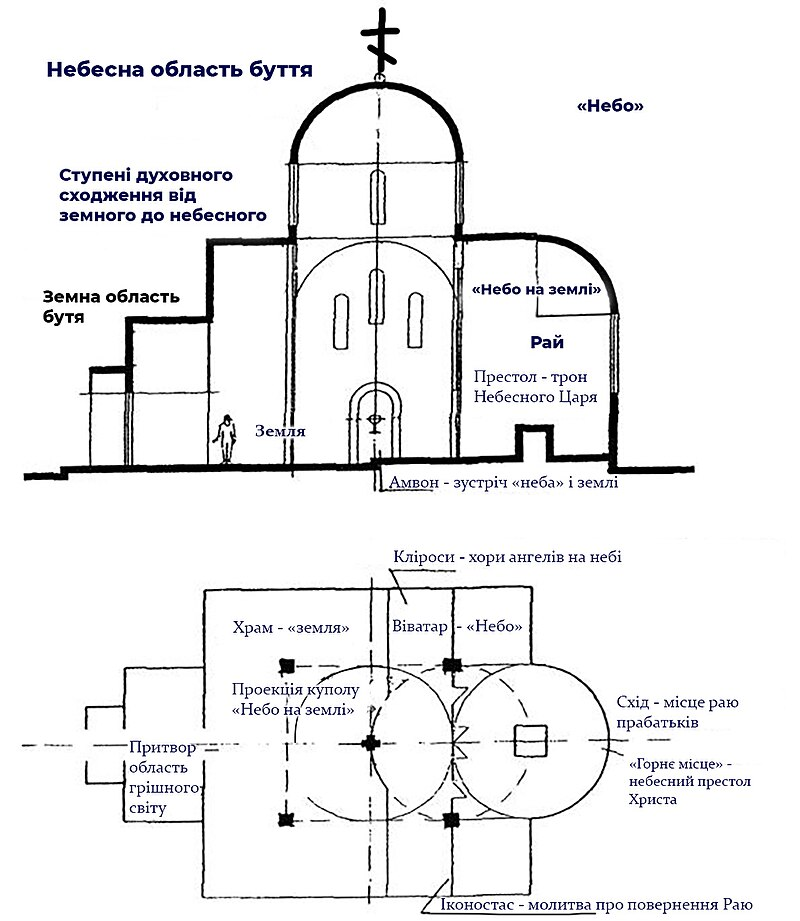 Небесна область буття
«Небо»
Ступені духовного
сходження від
земного до небесного
Земна область
бутя
«Небо на землі»
Рай
Престол - трон
Небесного Царя
Земля
Амвон - зустріч «неба» і землі
Кліроси - хори ангелів на небі
Храм - «земля»
Віватар - «Небо»
Проекція куполу
«Небо на землі»
Схід - місце раю
прабатьків
Притвор
область
грішного
світу
«Горнє місце» -
небесний престол
Христа
Іконостас - молитва про повернення Раю